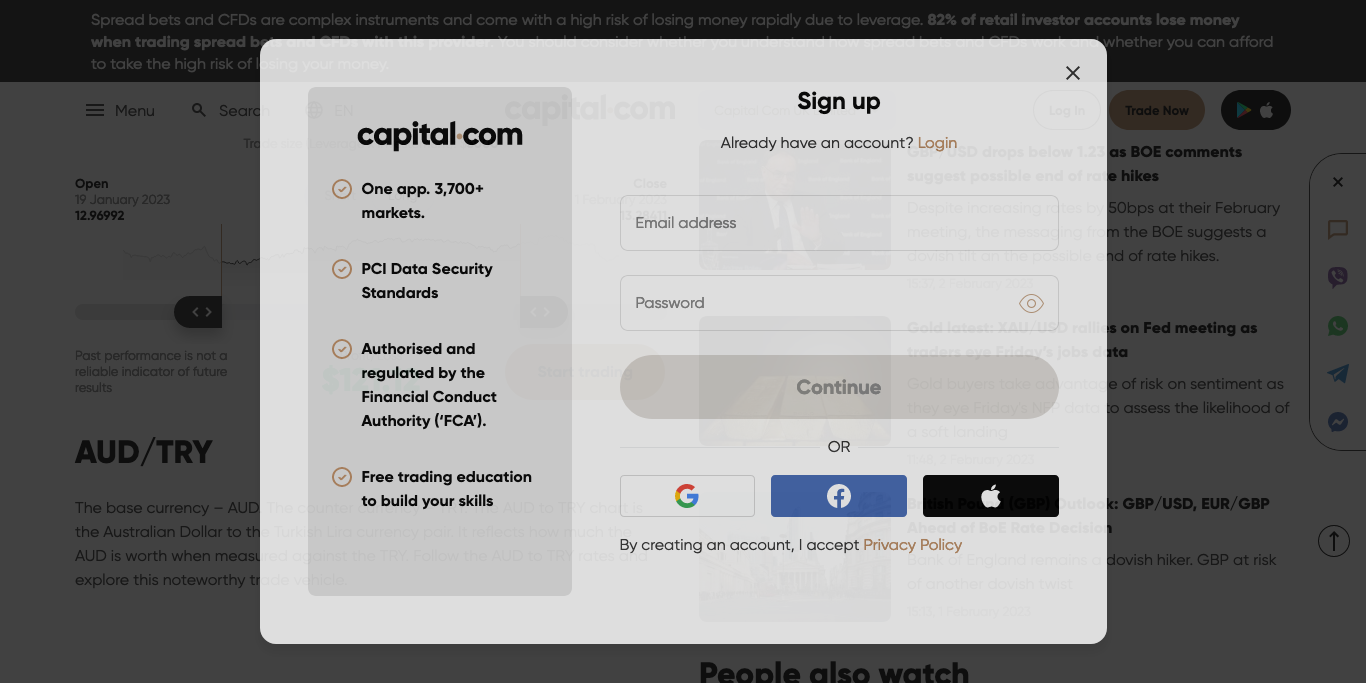 Spread bets and CFDs are complex instruments and come with a high risk of losing money rapidly due to leverage. 82% of retail investor accounts lose money
when trading spread bets and CFDs with this provider. You should consider whether you understand how spread bets and CFDs work and whether you can afford
to take the high risk of losing your money.
Menu
Search
EN
capital.com
Log In
Trade Now
Open
19 January 2023
12.96992
Close
Past performance is not a
reliable indicator of future
results
Start trading
AUD/TRY
The base currency – AUD. The counter
the Australian Dollar to the Turkish Lira currency pair. It reflects now much the
AUD is worth when measured against the TRY. Follow the AUD to TRY rates and
explore this noteworthy trade vehicle
capital.com
One app. 3,700+
markets.
PCI Data Security
Standards
Authorised and
regulated by the
Financial Conduct
Authority (‘FCA’).
Free trading education
to build your skills
Sign up
Already have an account? Login
Email address
Password
Continue
OR
By creating an account, I accept Privacy Policy
GBP/USD drops below 1.23 as BOE comments
suggest possible end of rate hikes
Despite increasing rates by 50bps at their February
meeting, the messaging from the BOE suggests a
dovish tilt on the possible end of rate hikes.
Gold latest: XAU/USD rallies on Fed meeting as
traders eye Friday’s jobs data
Gold buyers take advantage of risk on sentiment as
they eye Friday’s NFP data to assess the likelihood of
a soft landing
British Pound (GBP) Outlook: GBP/USD, EUR/GBP
Ahead of BoE Rate Decision
Bank of England remains a dovish hiker. GBP at risk
of another dovish twist
People also watch